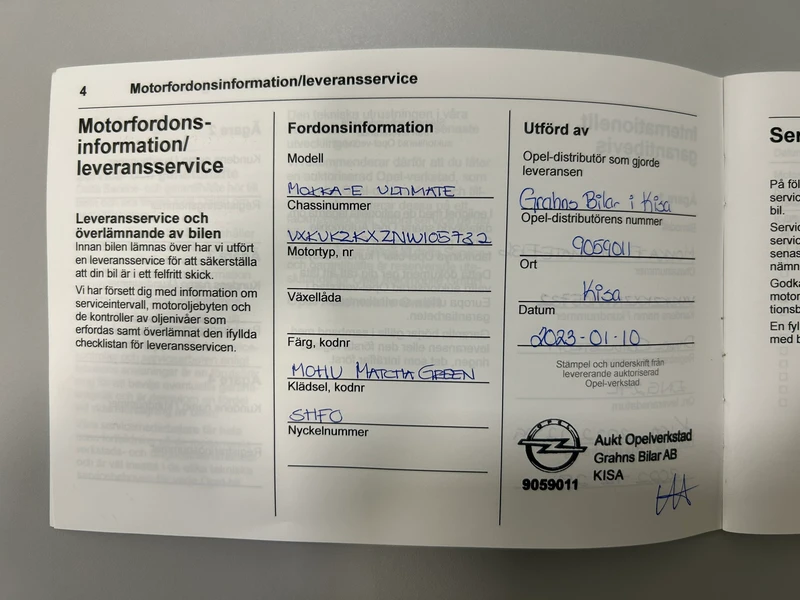 4 Motorfordonsinformation/leveransservice
Motorfordons-
information/
leveransservice
Leveransservice och
överlämnande av bilen
Innan bilen lämnas över har vi utfört
en leveransservice för att säkerställa
att din bil är i ett felfritt skick.
Vi har försett dig med information om
serviceintervall, motoroljebyten och
de kontroller av oljenivåer som
erfordas samt överlämnat den ifyllda
checklistan för leveransservicen.
Fordonsinformation
Modell
MOKKA-E ULTIMATE
Chassinummer
VXKUKZKXZNW105732
Motortyp, nr
Växellåda
Färg, kodnr
MOHU MATCHA GREEN
Klädsel, kodnr
Nyckelnummer
Utförd av
Opel-distributör som gjorde
leveransen
Grahns Bilar i Kisa
Opel-distributörens nummer
9059011
Ort
Kisa
Datum
2023-01-10
Stämpel och underskrift från
levererande auktoriserad
Opel-verkstad
OPEL
Aukt Opelverkstad
Grahns Bilar AB
KISA
9059011
Ser
På föl
servic
bil.
Servic
servic
senas
nämn
Godka
motor
tionsb
En fyl
med b